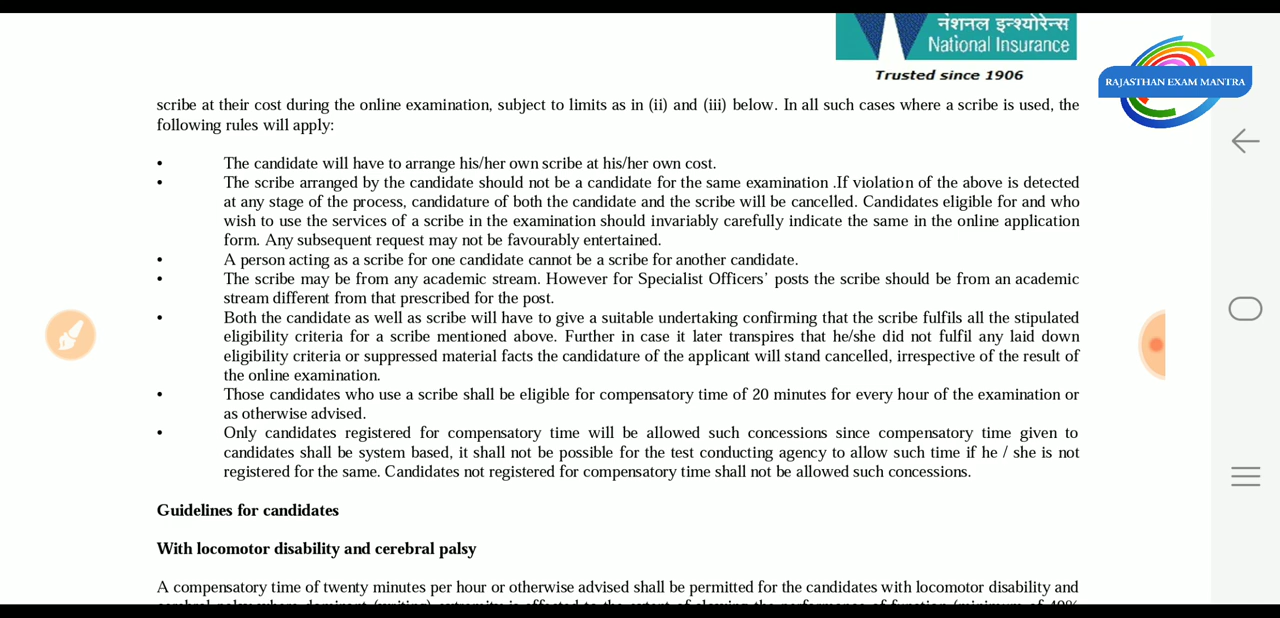 नेशनल इन्श्योरेन्स
National Insurance
Trusted since 1906
RAJASTHAN EXAM MANTRA
scribe at their cost during the online examination, subject to limits as in (ii) and (iii) below. In all such cases where a scribe is used, the
following rules will apply:
• The candidate will have to arrange his/her own scribe at his/her own cost.
• The scribe arranged by the candidate should not be a candidate for the same examination .If violation of the above is detected
at any stage of the process, candidature of both the candidate and the scribe will be cancelled. Candidates eligible for and who
wish to use the services of a scribe in the examination should invariably carefully indicate the same in the online application
form. Any subsequent request may not be favourably entertained.
• A person acting as a scribe for one candidate cannot be a scribe for another candidate.
• The scribe may be from any academic stream. However for Specialist Officers' posts the scribe should be from an academic
stream different from that prescribed for the post.
• Both the candidate as well as scribe will have to give a suitable undertaking confirming that the scribe fulfils all the stipulated
eligibility criteria for a scribe mentioned above. Further in case it later transpires that he/she did not fulfil any laid down
eligibility criteria or suppressed material facts the candidature of the applicant will stand cancelled, irrespective of the result of
the online examination.
• Those candidates who use a scribe shall be eligible for compensatory time of 20 minutes for every hour of the examination or
as otherwise advised.
• Only candidates registered for compensatory time will be allowed such concessions since compensatory time given to
candidates shall be system based, it shall not be possible for the test conducting agency to allow such time if he / she is not
registered for the same. Candidates not registered for compensatory time shall not be allowed such concessions.
Guidelines for candidates
With locomotor disability and cerebral palsy
A compensatory time of twenty minutes per hour or otherwise advised shall be permitted for the candidates with locomotor disability and